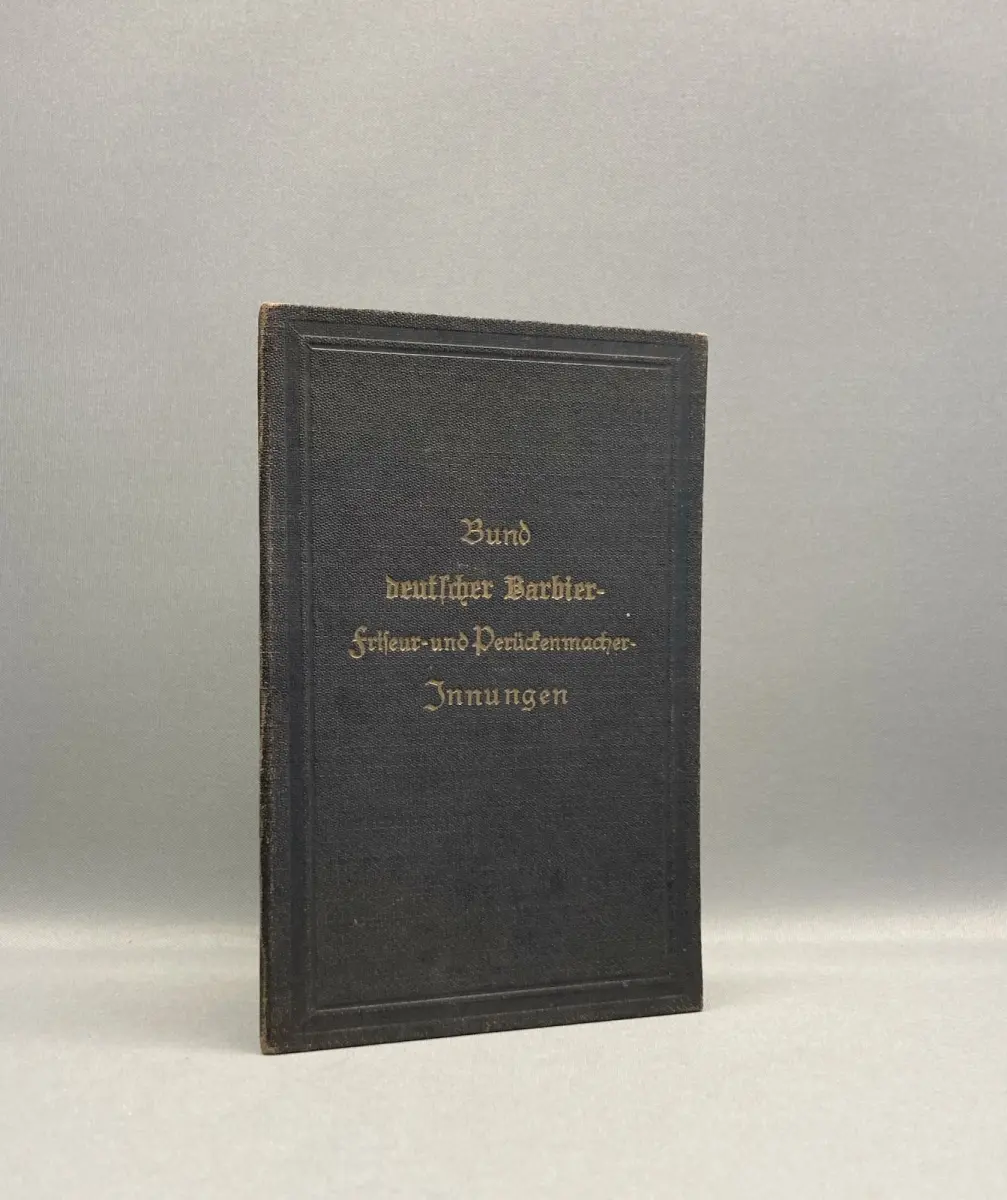 Bund
deutscher Barbier-
Friseur- und Perückenmacher-
Innungen